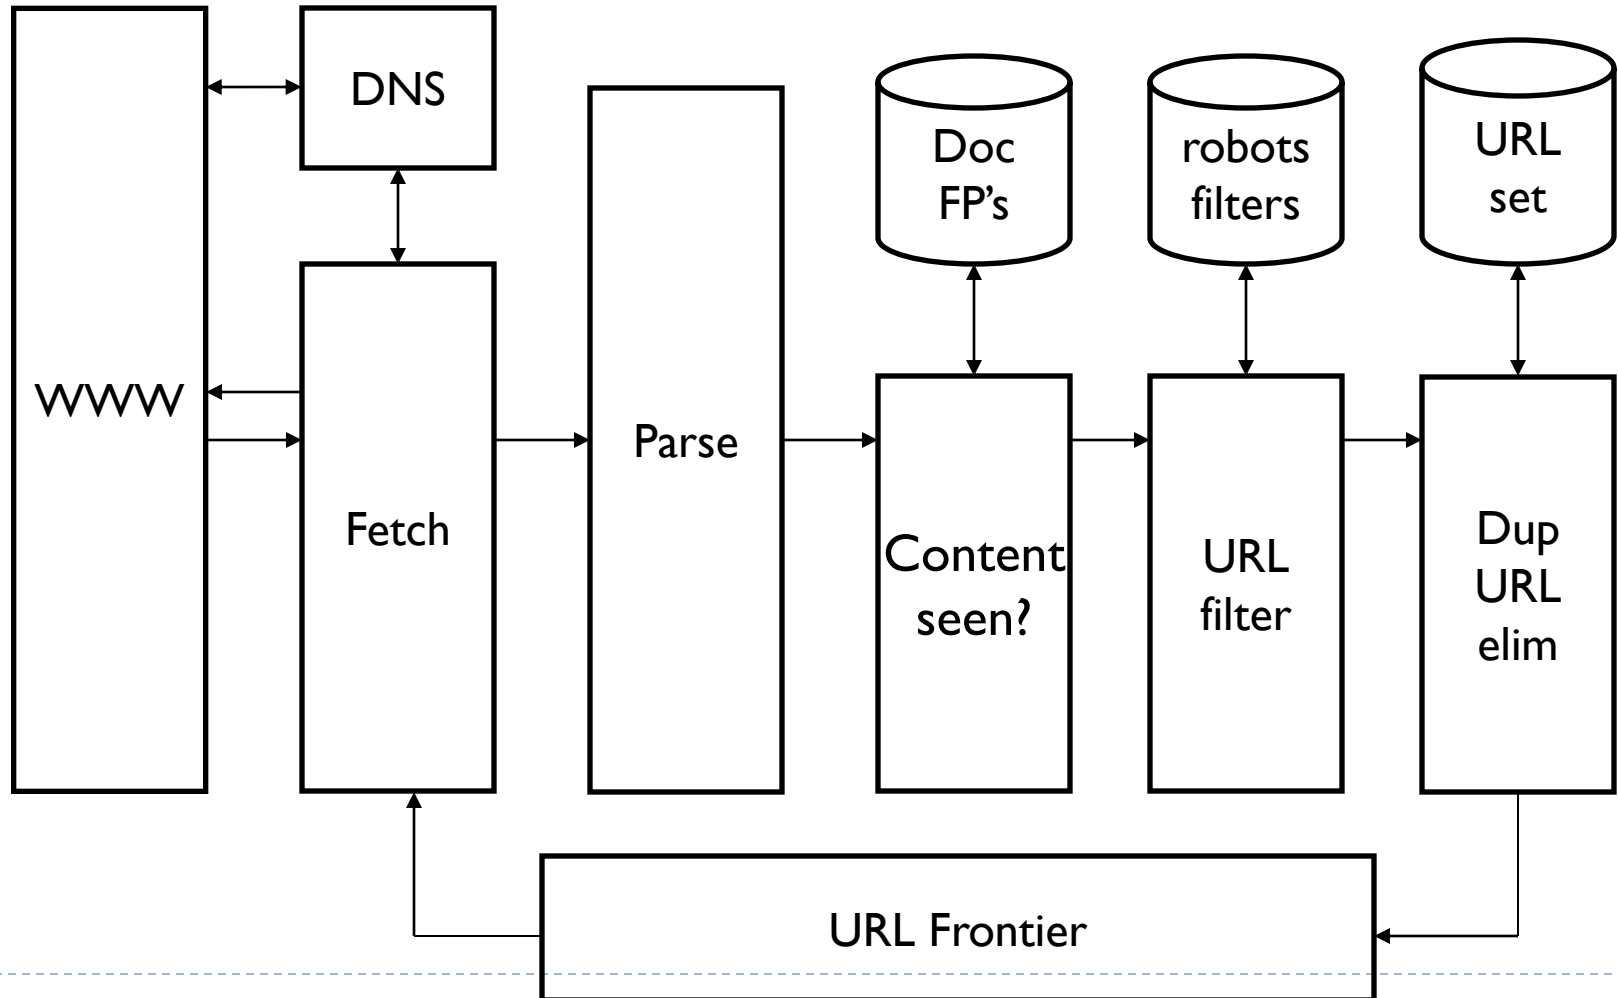 DNS
Doc
FP's
robots
filters
URL
set
WWW
Parse
Fetch
Content
seen?
URL
filter
Dup
URL
elim
URL Frontier